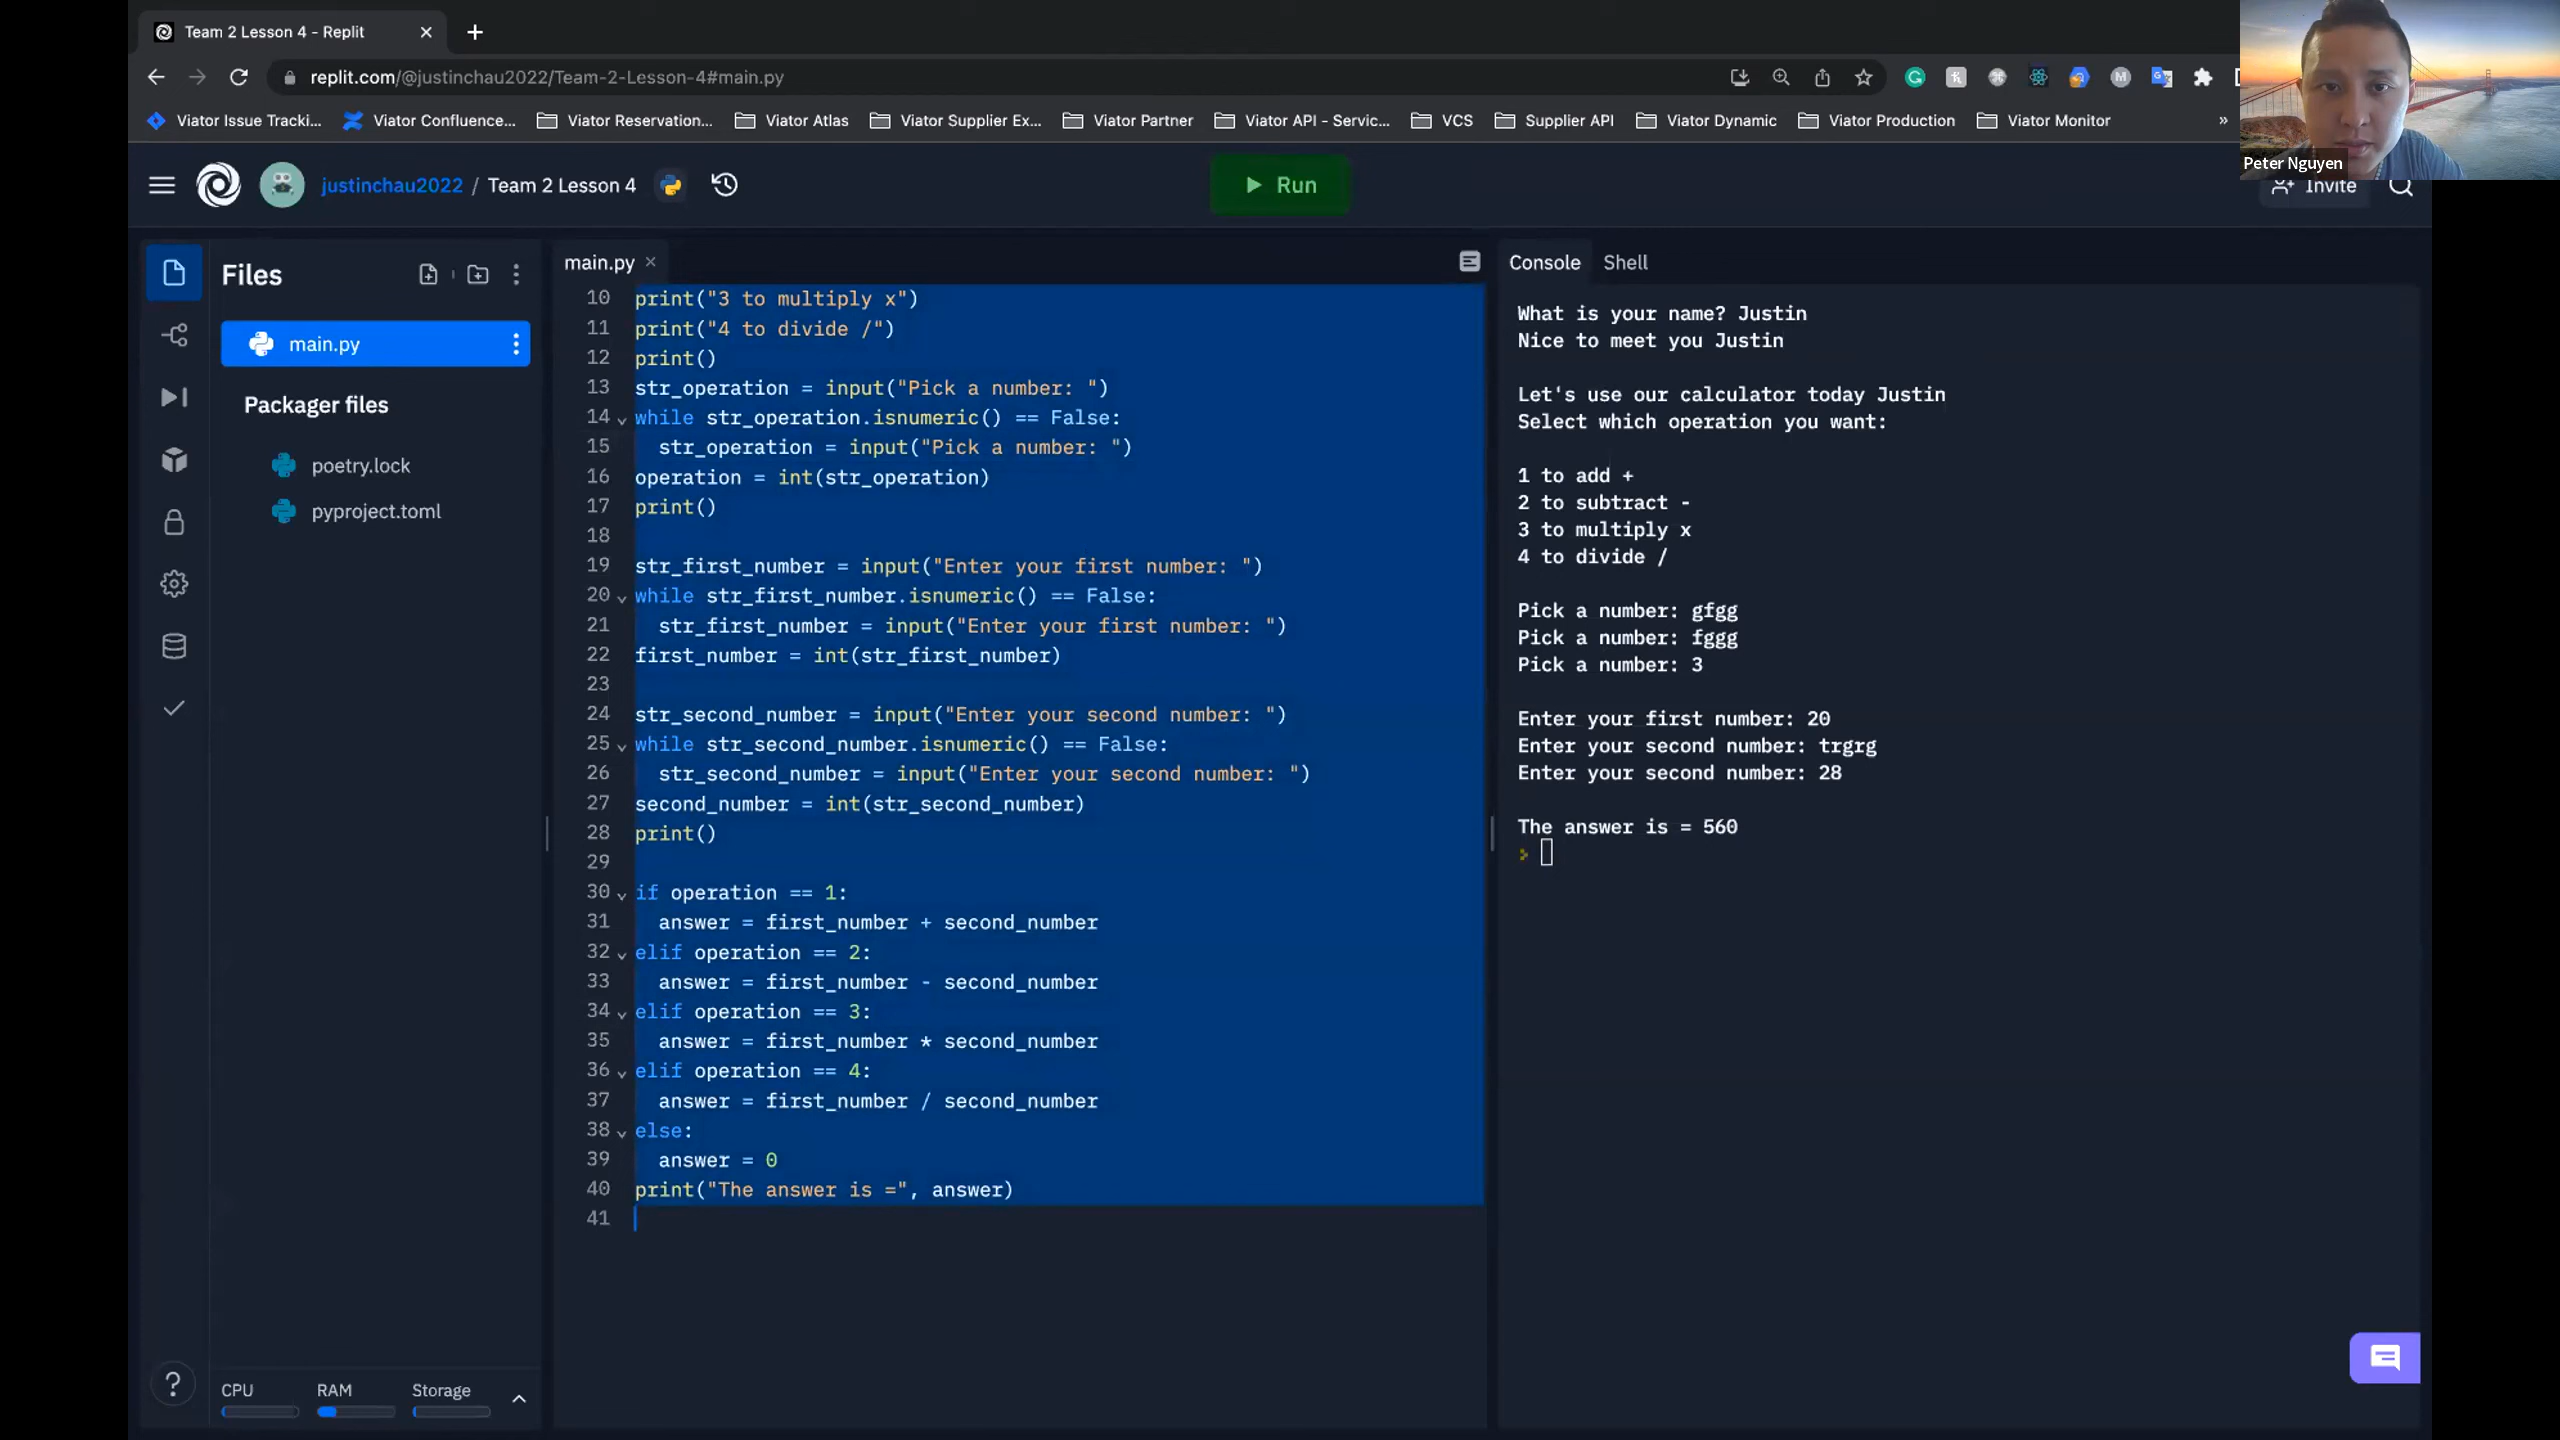 Team 2 Lesson 4 - Replit
replit.com/@justinchau2022/Team-2-Lesson-4#main.py
Viator Issue Tracki... Viator Confluence... Viator Reservation... Viator Atlas Viator Supplier Ex... Viator Partner Viator API - Servic... VCS Supplier API Viator Dynamic Viator Production Viator Monitor »
Peter Nguyen
justinchau2022 / Team 2 Lesson 4
Run
Invite
Files
main.py
Packager files
poetry.lock
pyproject.toml
CPU RAM Storage
main.py
10 print("3 to multiply x")
11 print("4 to divide /")
12 print()
13 str_operation = input("Pick a number: ")
14 while str_operation.isnumeric() == False:
15 str_operation = input("Pick a number: ")
16 operation = int(str_operation)
17 print()
18
19 str_first_number = input("Enter your first number: ")
20 while str_first_number.isnumeric() == False:
21 str_first_number = input("Enter your first number: ")
22 first_number = int(str_first_number)
23
24 str_second_number = input("Enter your second number: ")
25 while str_second_number.isnumeric() == False:
26 str_second_number = input("Enter your second number: ")
27 second_number = int(str_second_number)
28 print()
29
30 if operation == 1:
31 answer = first_number + second_number
32 elif operation == 2:
33 answer = first_number - second_number
34 elif operation == 3:
35 answer = first_number * second_number
36 elif operation == 4:
37 answer = first_number / second_number
38 else:
39 answer = 0
40 print("The answer is =", answer)
41
Console Shell
What is your name? Justin
Nice to meet you Justin
Let's use our calculator today Justin
Select which operation you want:
1 to add +
2 to subtract -
3 to multiply x
4 to divide /
Pick a number: gfgg
Pick a number: fggg
Pick a number: 3
Enter your first number: 20
Enter your second number: trgrg
Enter your second number: 28
The answer is = 560